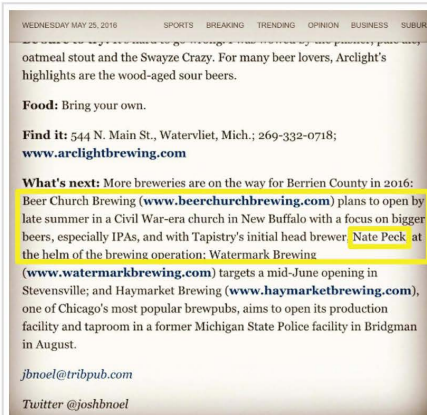 WEDNESDAY MAY 25, 2016 SPORTS BREAKING TRENDING OPINION BUSINESS SUBUR
oatmeal stout and the Swayze Crazy. For many beer lovers, Arclight's
highlights are the wood-aged sour beers.
Food: Bring your own.
Find it: 544 N. Main St., Watervliet, Mich.; 269-332-0718;
www.arclightbrewing.com
What's next: More breweries are on the way for Berrien County in 2016:
Beer Church Brewing (www.beerchurchbrewing.com) plans to open by
late summer in a Civil War-era church in New Buffalo with a focus on bigger
beers, especially IPAs, and with Tapistry's initial head brewer, Nate Peck at
the helm of the brewing operation; Watermark Brewing
(www.watermarkbrewing.com) targets a mid-June opening in
Stevensville; and Haymarket Brewing (www.haymarketbrewing.com),
one of Chicago's most popular brewpubs, aims to open its production
facility and taproom in a former Michigan State Police facility in Bridgman
in August.
jbnoel@tribpub.com
Twitter @joshbnoel